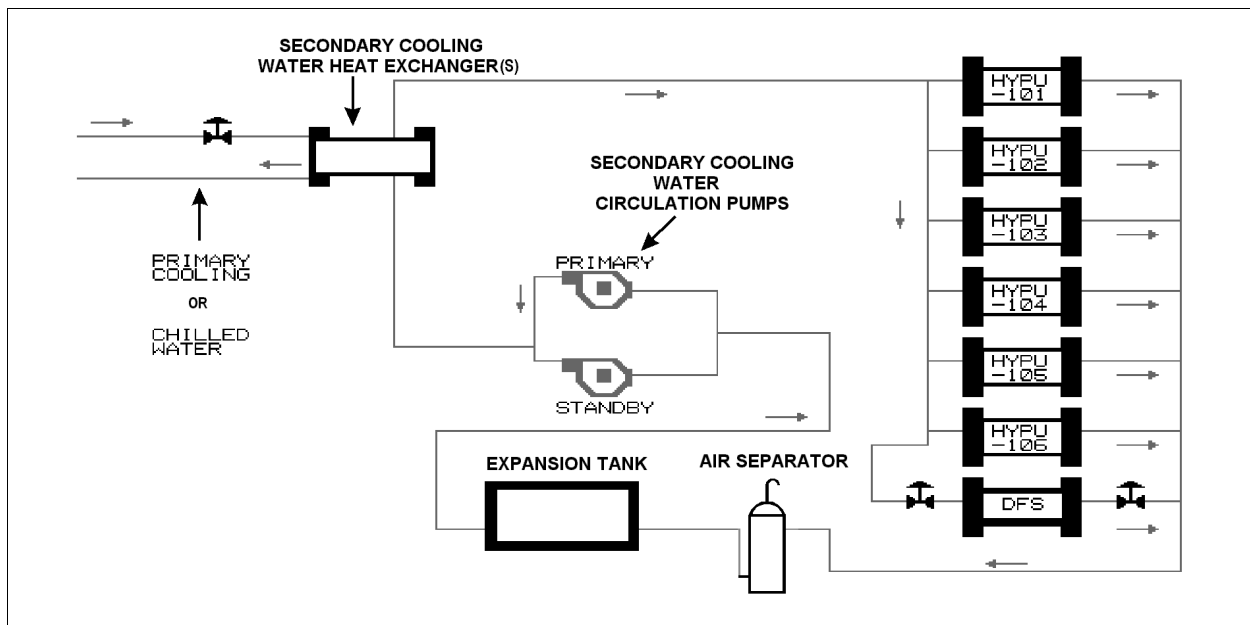 SECONDARY COOLING
WATER HEAT EXCHANGER(S)
PRIMARY
COOLING
OR
CHILLED
WATER
SECONDARY COOLING
WATER
CIRCULATION PUMPS
PRIMARY
STANDBY
EXPANSION TANK
AIR SEPARATOR
HYPU
-101
HYPU
-102
HYPU
-103
HYPU
-104
HYPU
-105
HYPU
-106
DFS